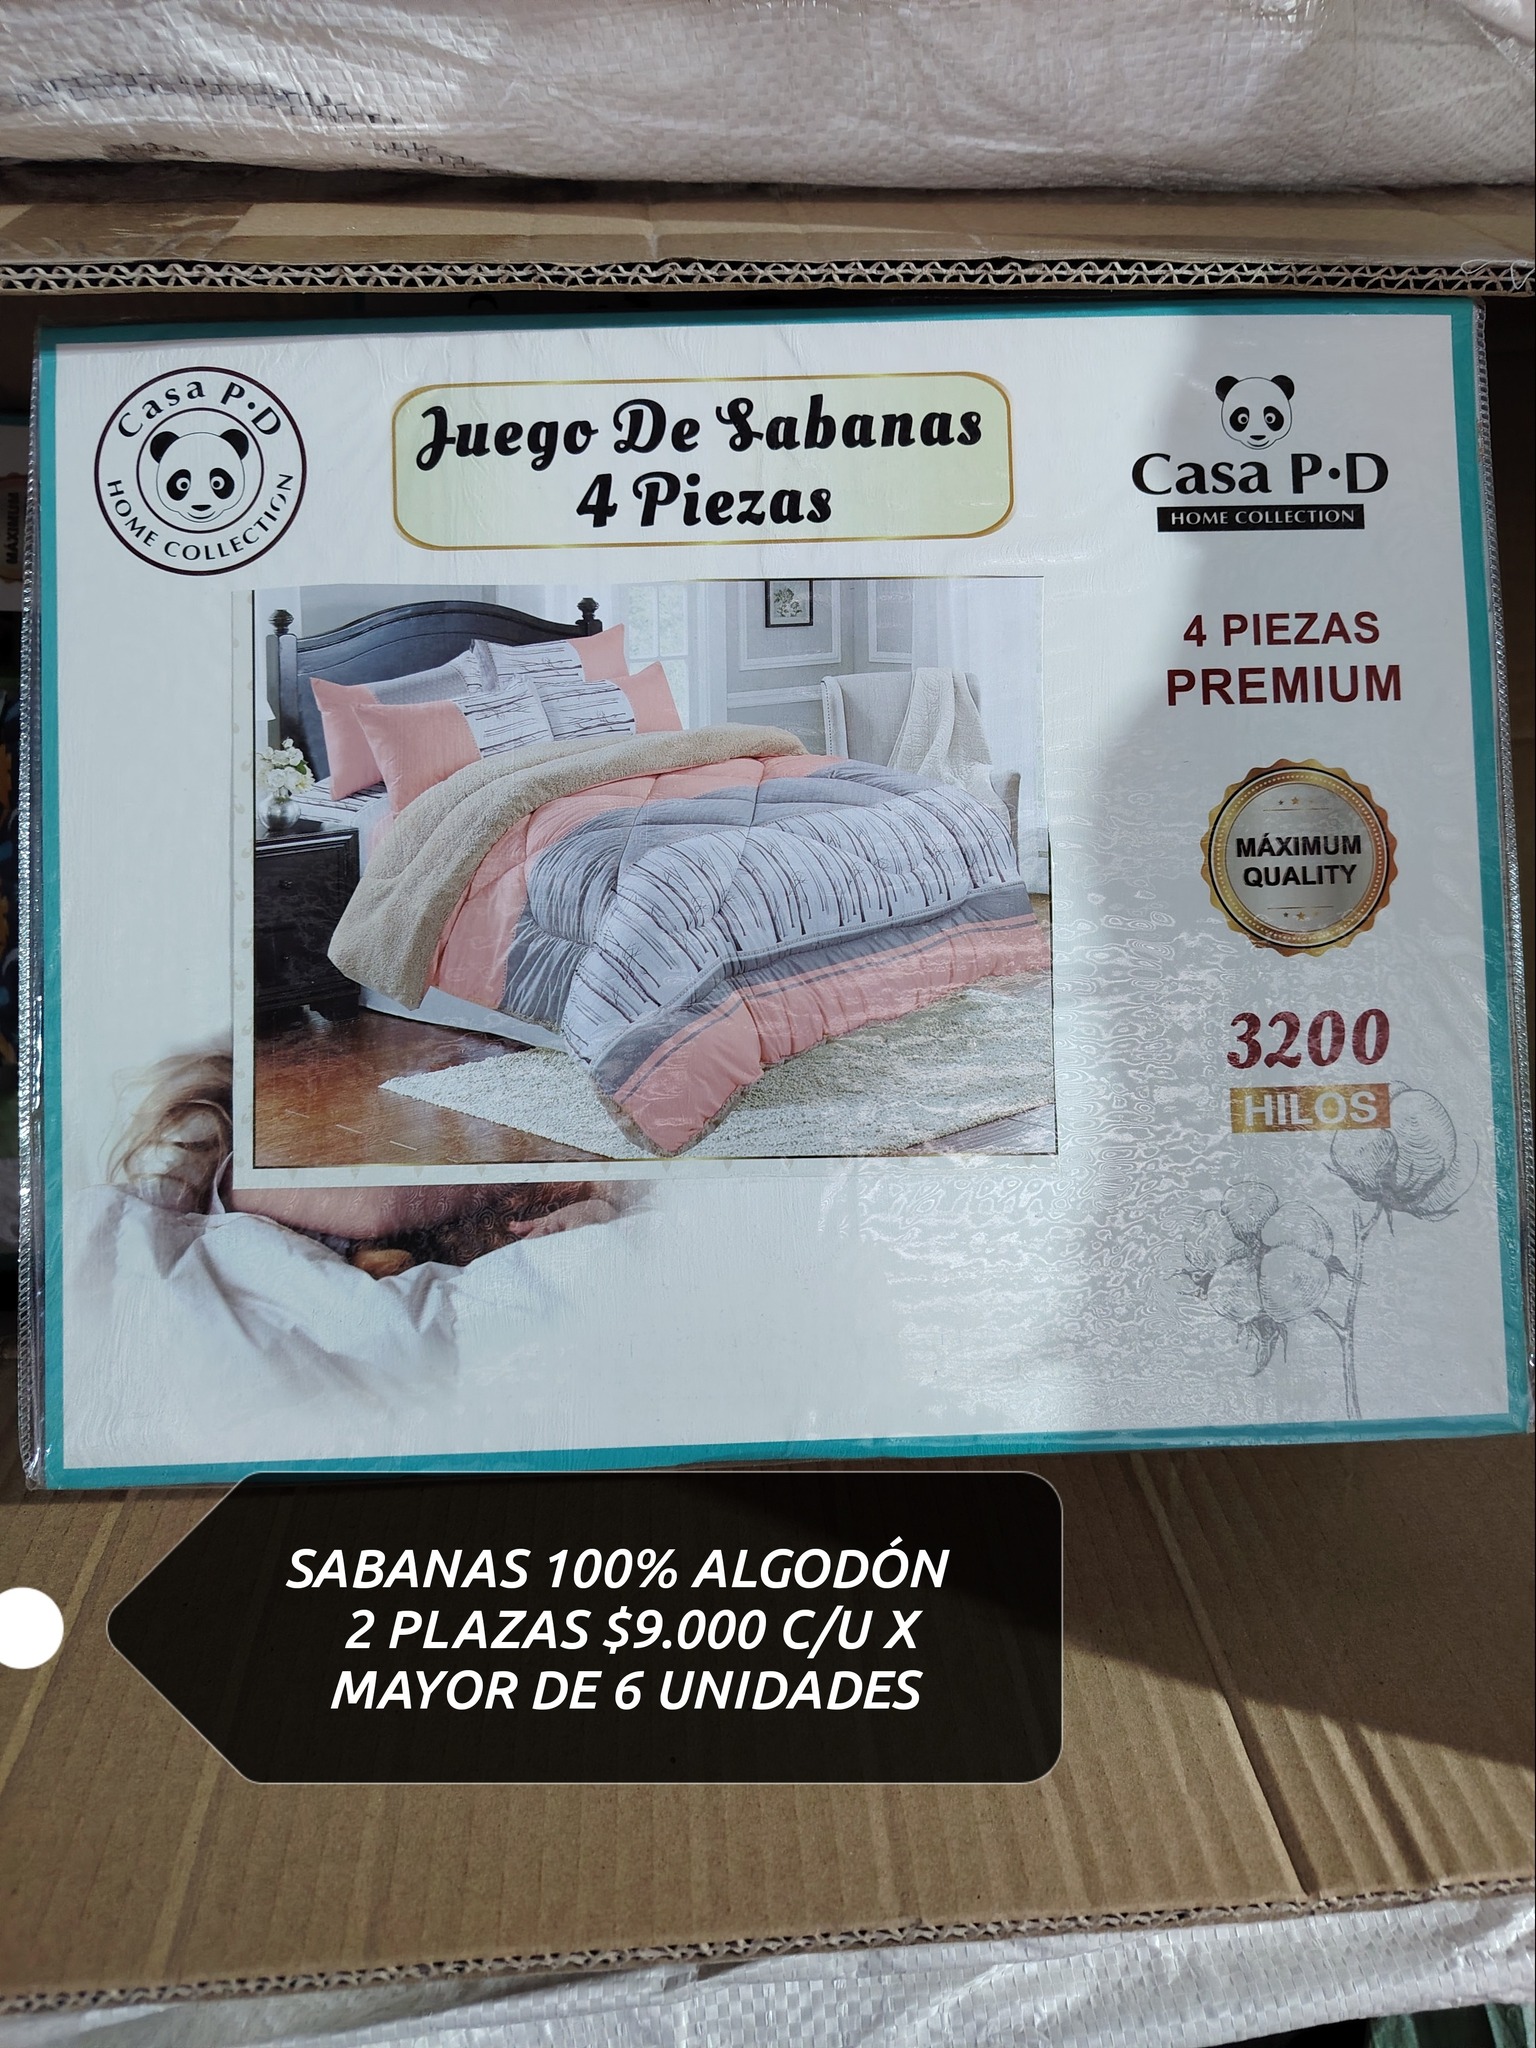 Casa P·D
HOME COLLECTION
Juego De Sabanas
4 Piezas
Casa P·D
HOME COLLECTION
4 PIEZAS
PREMIUM
MÁXIMUM
QUALITY
3200
HILOS
MÁXIMUM
SABANAS 100% ALGODÓN
2 PLAZAS $9.000 C/U X
MAYOR DE 6 UNIDADES